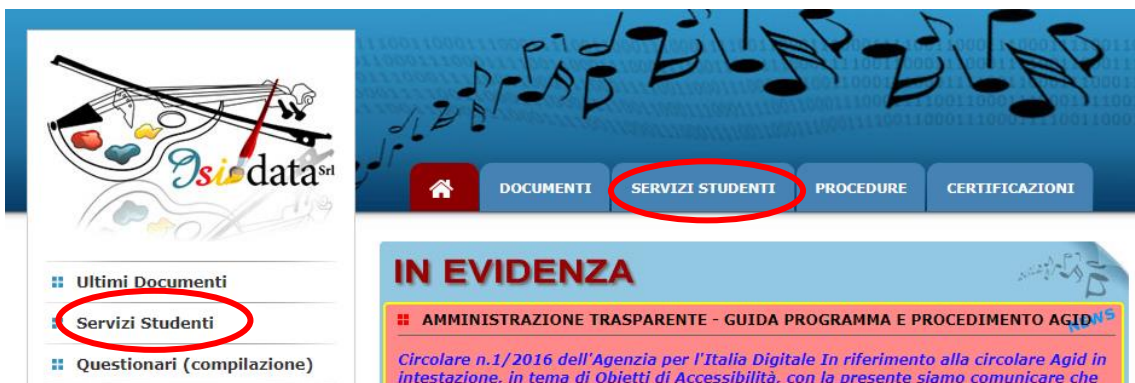 Isidata Srl
DOCUMENTI
SERVIZI STUDENTI
PROCEDURE
CERTIFICAZIONI
Ultimi Documenti
Servizi Studenti
Questionari (compilazione)
IN EVIDENZA
NEWS
AMMINISTRAZIONE TRASPARENTE - GUIDA PROGRAMMA E PROCEDIMENTO AGID
Circolare n.1/2016 dell'Agenzia per l'Italia Digitale In riferimento alla circolare Agid in
intestazione, in tema di Obietti di Accessibilità, con la presente siamo comunicare che